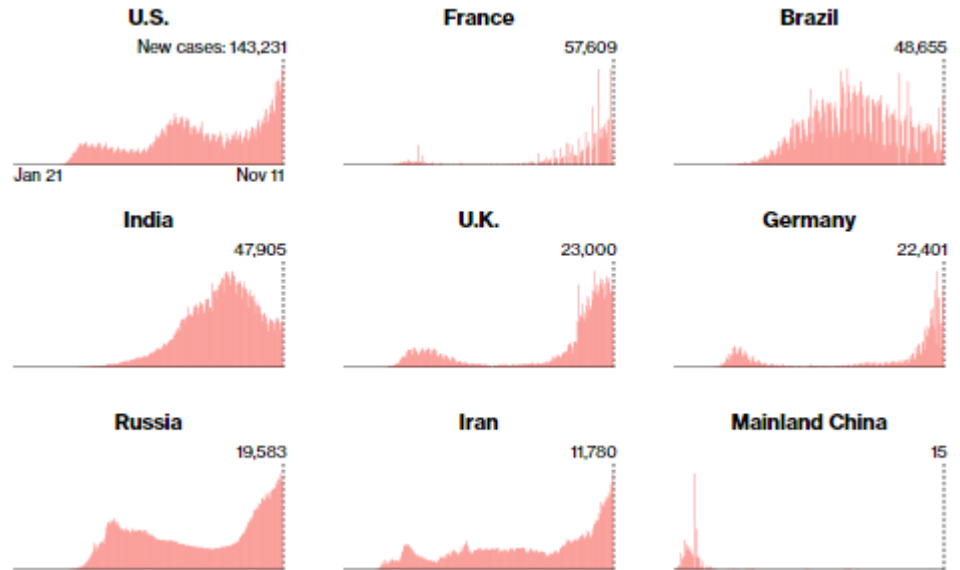 U.S.
New cases: 143,231
Jan 21
Nov 11
France
57,609
Brazil
48,655
India
47,905
U.K.
23,000
Germany
22,401
Russia
19,583
Iran
11,780
Mainland China
15